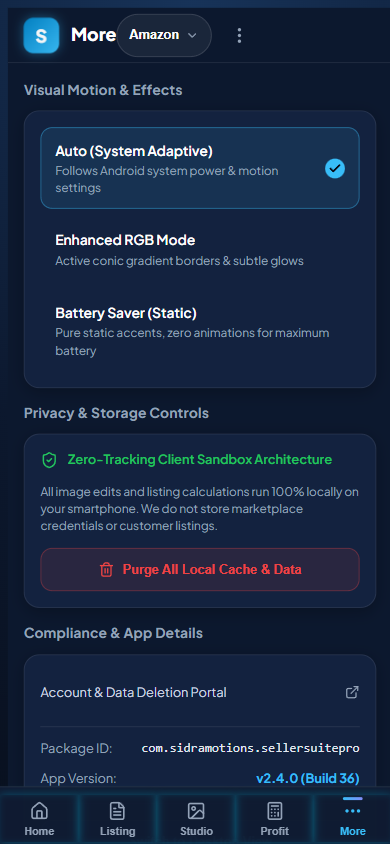 S
More
Amazon
Visual Motion & Effects
Auto (System Adaptive)
Follows Android system power & motion
settings
Enhanced RGB Mode
Active conic gradient borders & subtle glows
Battery Saver (Static)
Pure static accents, zero animations for maximum
battery
Privacy & Storage Controls
Zero-Tracking Client Sandbox Architecture
All image edits and listing calculations run 100% locally on
your smartphone. We do not store marketplace
credentials or customer listings.
Purge All Local Cache & Data
Compliance & App Details
Account & Data Deletion Portal
Package ID: com.sidramotions.sellersuitepro
App Version: v2.4.0 (Build 36)
Home Listing Studio Profit More